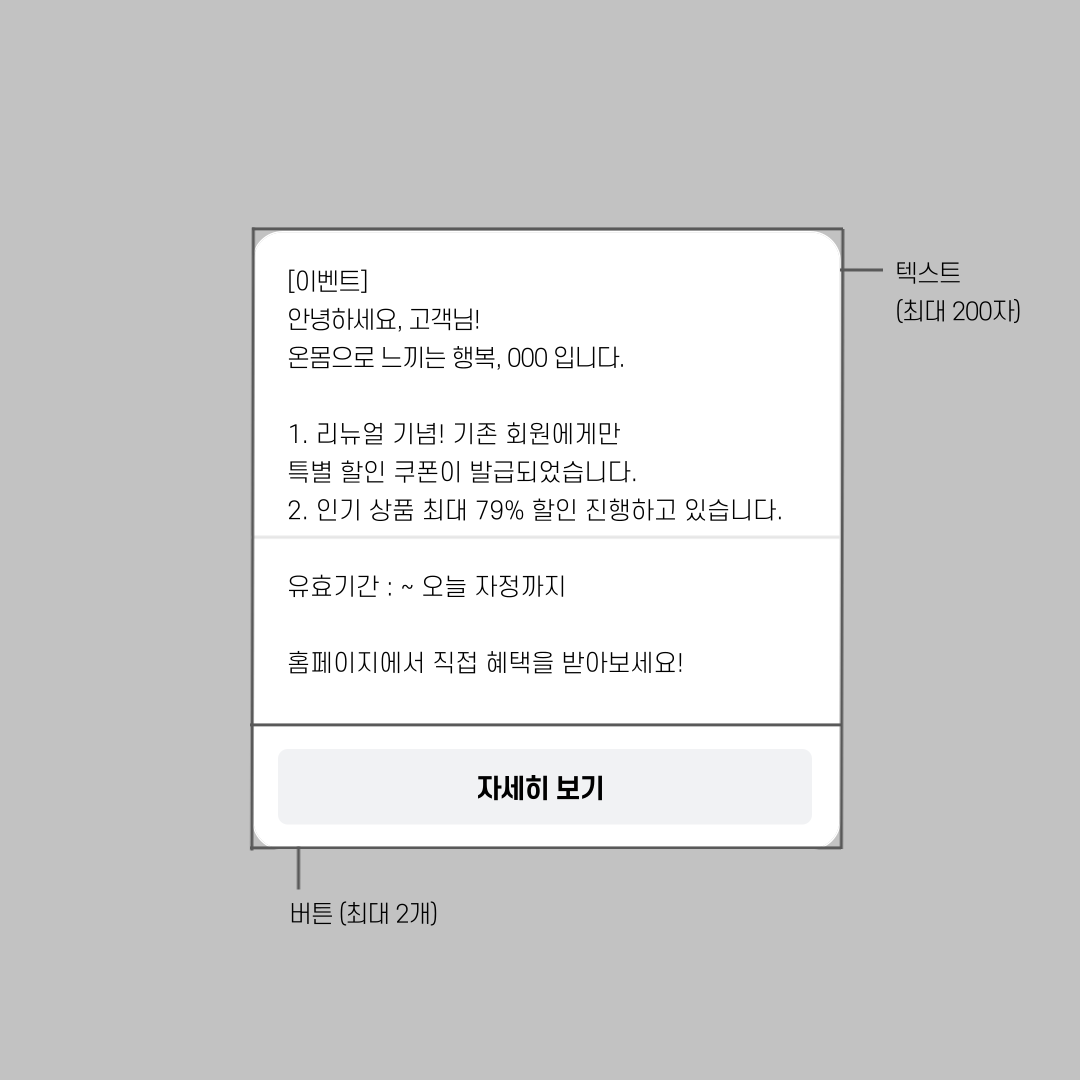 [이벤트]
안녕하세요, 고객님!
온몸으로 느끼는 행복, 000 입니다.
1. 리뉴얼 기념! 기존 회원에게만
특별 할인 쿠폰이 발급되었습니다.
2. 인기 상품 최대 79% 할인 진행하고 있습니다.
유효기간 : ~ 오늘 자정까지
홈페이지에서 직접 혜택을 받아보세요!
자세히 보기
텍스트
(최대 200자)
버튼 (최대 2개)